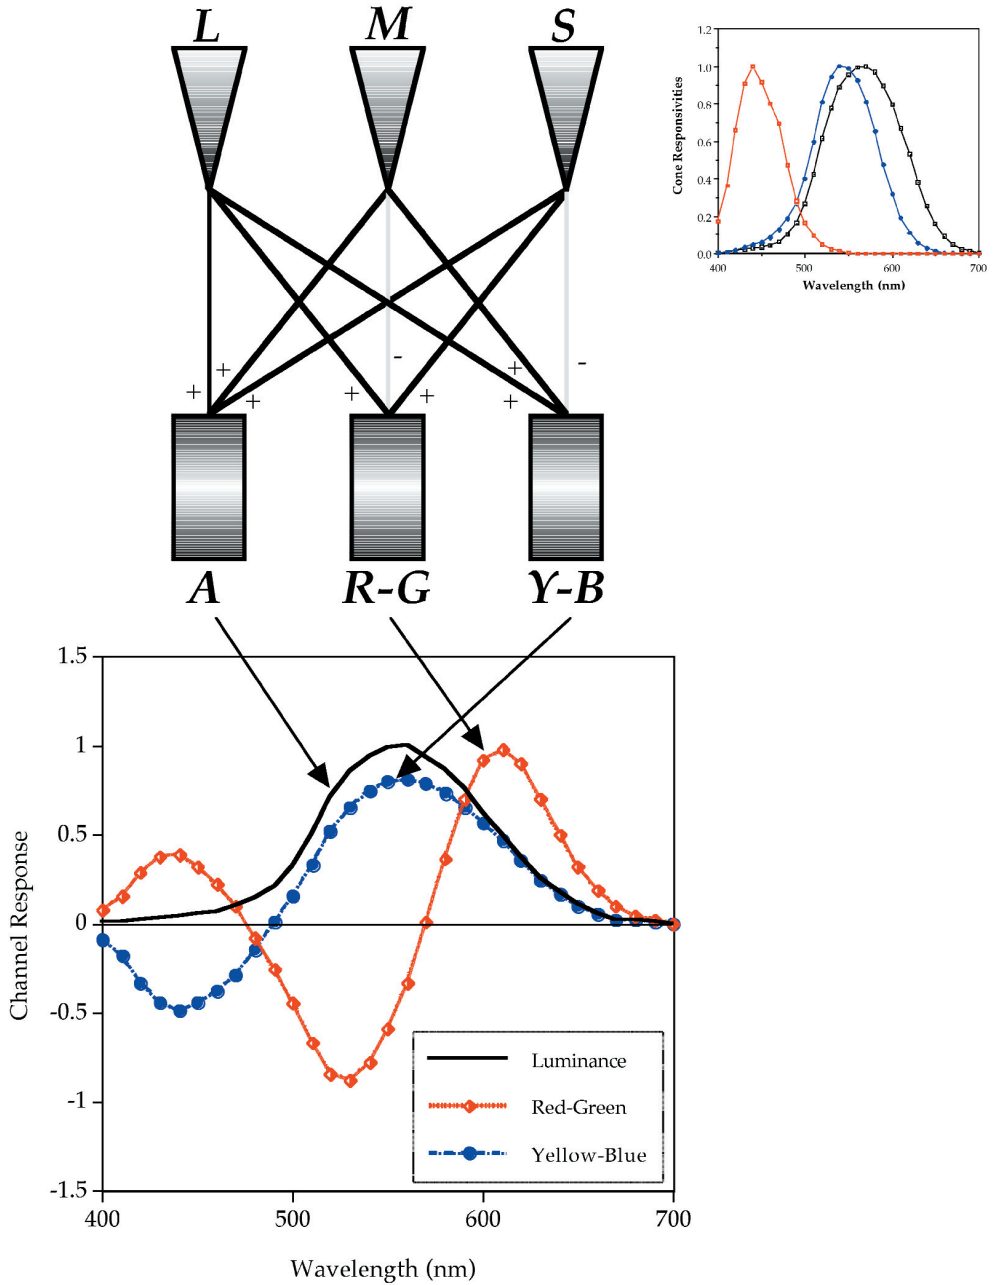 L M S
1.2
1.0
0.8
0.6
0.4
0.2
0.0
Cone Responsivities
400 500 600 700
Wavelength (nm)
- -
+ +
+ + + + +
A R-G Y-B
1.5
1
0.5
0
-0.5
-1
-1.5
Channel Response
Luminance
Red-Green
Yellow-Blue
400 500 600 700
Wavelength (nm)